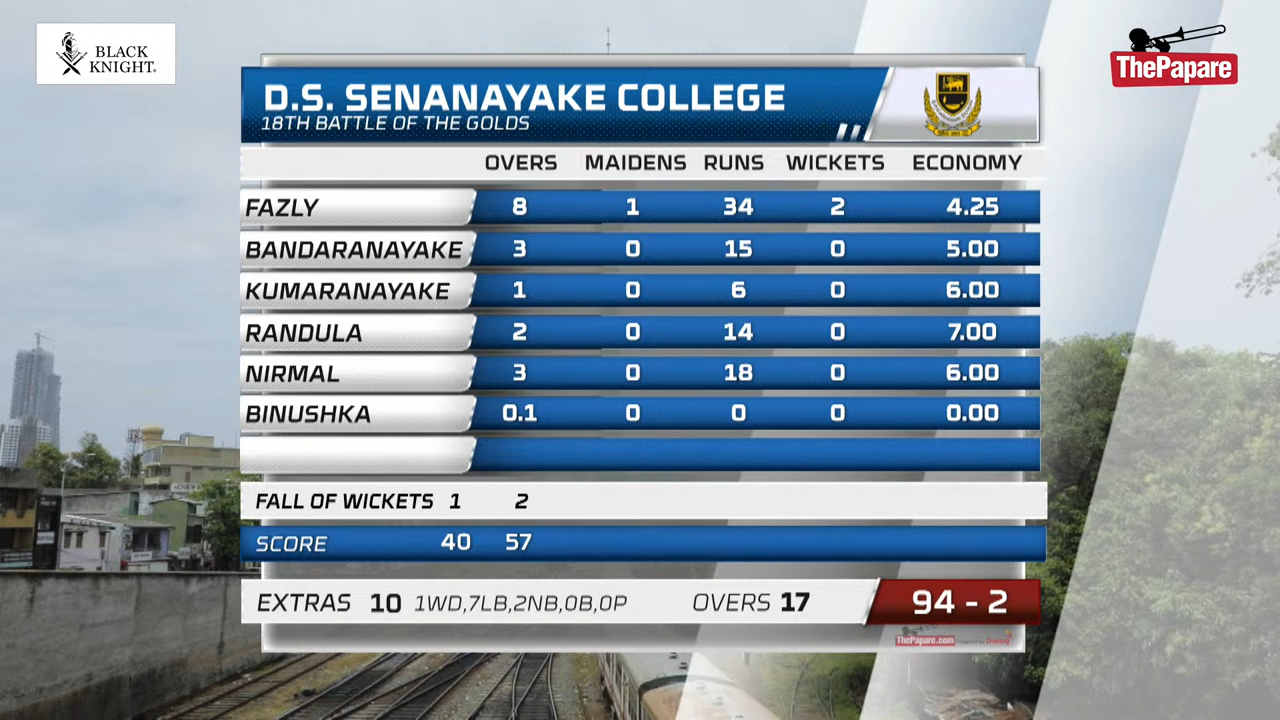 BLACK
KNIGHT.
ThePapare
D.S. SENANAYAKE COLLEGE
18TH BATTLE OF THE GOLDS
OVERS MAIDENS RUNS WICKETS ECONOMY
FAZLY 8 1 34 2 4.25
BANDARANAYAKE 3 0 15 0 5.00
KUMARANAYAKE 1 0 6 0 6.00
RANDULA 2 0 14 0 7.00
NIRMAL 3 0 18 0 6.00
BINUSHKA 0.1 0 0 0 0.00
FALL OF WICKETS 1 2
SCORE 40 57
EXTRAS 10 1WD,7LB,2NB,0B,0P OVERS 17 94 - 2
ThePapare.com